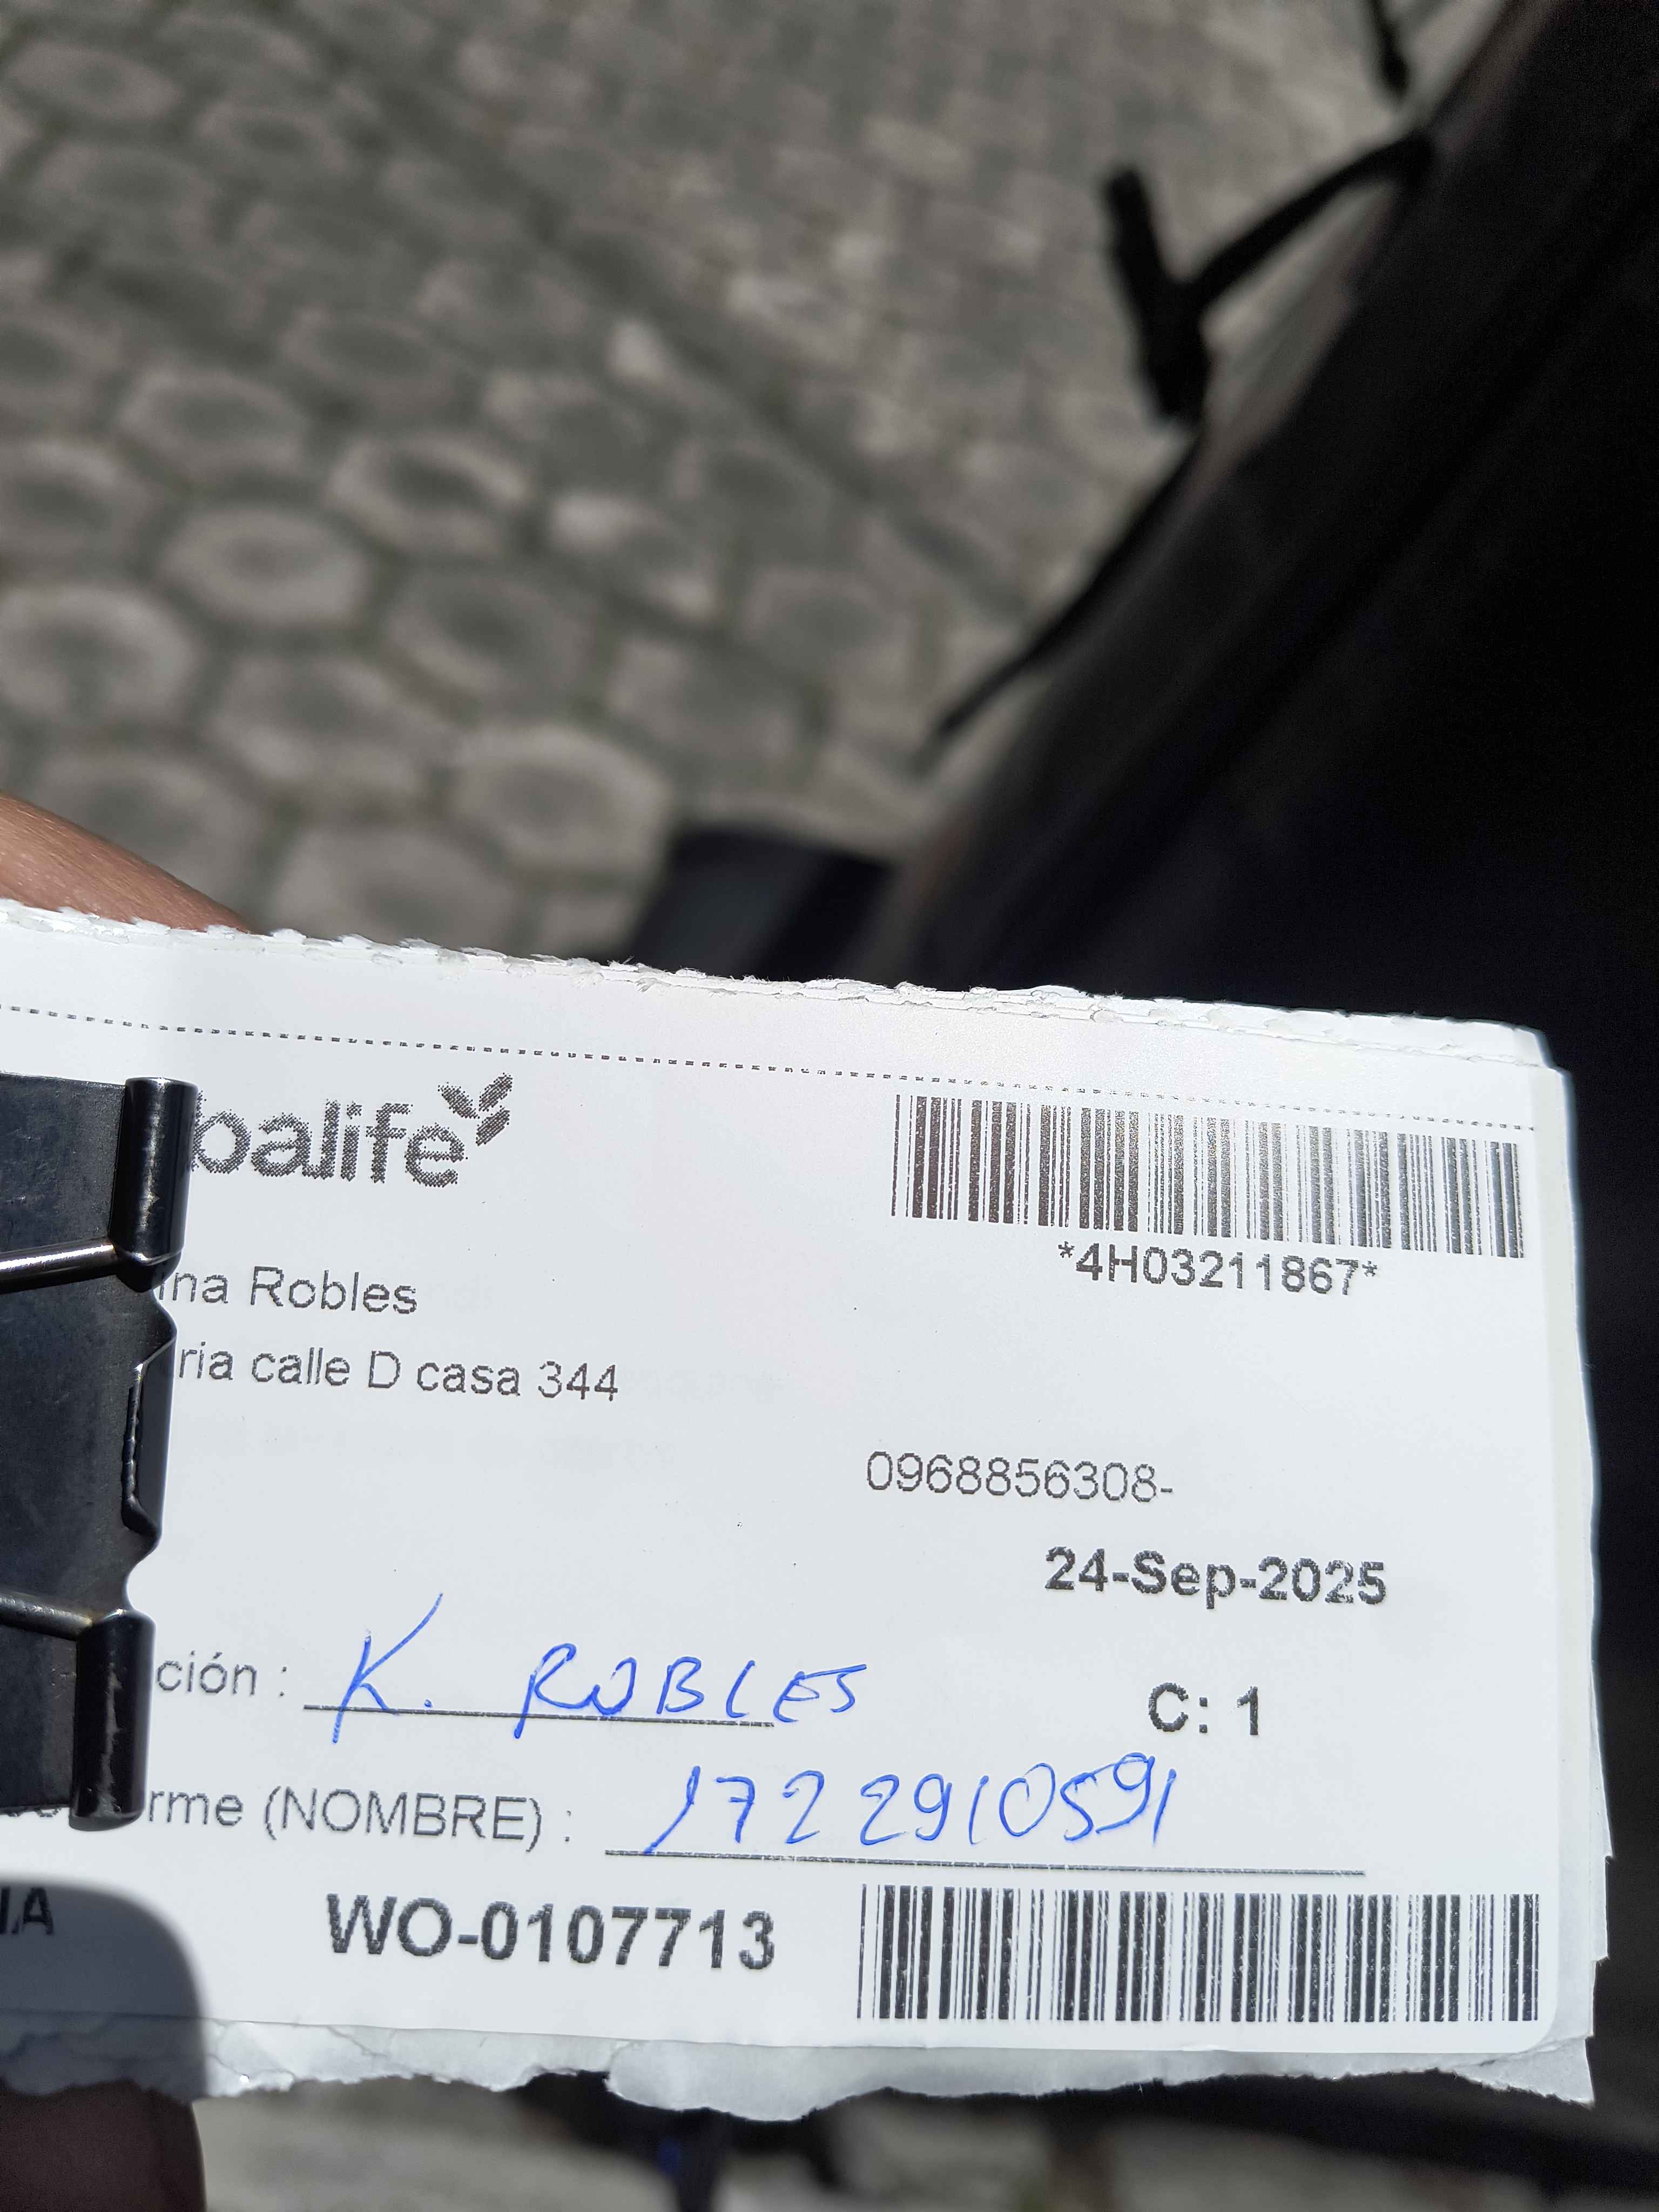 balife
*4H03211867*
ina Robles
ria calle D casa 344
0968856308-
24-Sep-2025
ción : K. ROBLES
C: 1
rme (NOMBRE) : 1722910591
IA WO-0107713